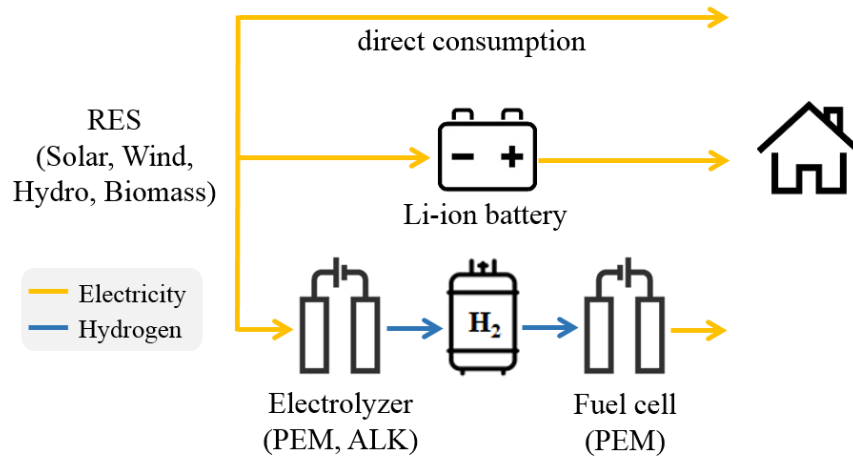 direct consumption
RES
(Solar, Wind,
Hydro, Biomass)
Li-ion battery
Electricity
Hydrogen
H₂
Electrolyzer
(PEM, ALK)
Fuel cell
(PEM)